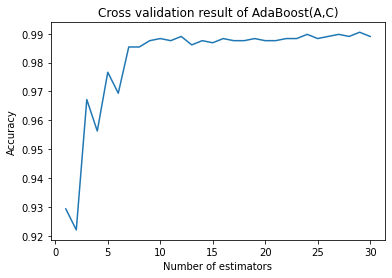 Cross validation result of AdaBoost(A,C)
0.99
0.98
0.97
0.96
0.95
0.94
0.93
0.92
Accuracy
0 5 10 15 20 25 30
Number of estimators